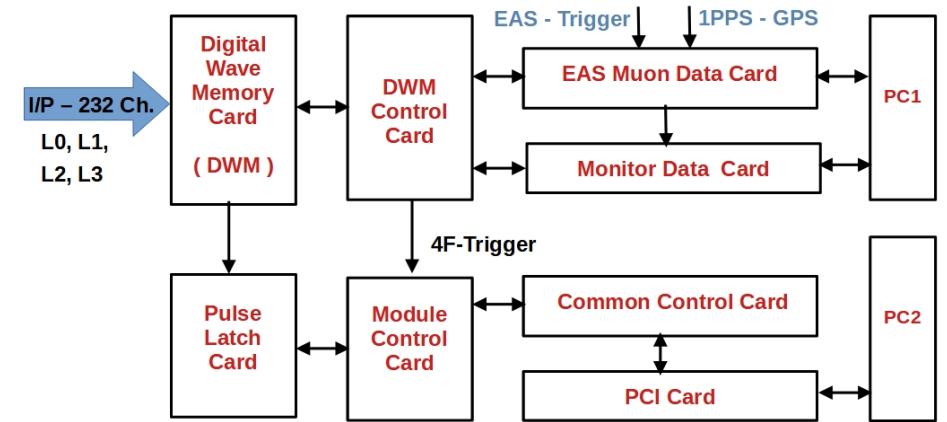 EAS - Trigger
1PPS - GPS
Digital
Wave
Memory
Card
( DWM )
I/P – 232 Ch.
L0, L1,
L2, L3
DWM
Control
Card
EAS Muon Data Card
Monitor Data Card
PC1
4F-Trigger
Pulse
Latch
Card
Module
Control
Card
Common Control Card
PCI Card
PC2